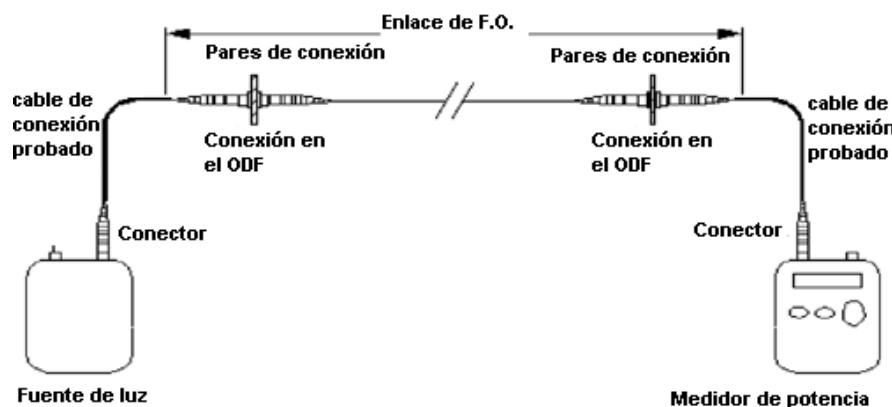 Enlace de F.O.
Pares de conexión
Pares de conexión
cable de
conexión
probado
Conexión en
el ODF
Conexión en
el ODF
cable de
conexión
probado
Conector
Conector
Fuente de luz
Medidor de potencia